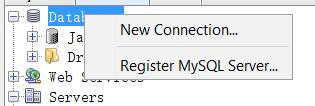 Datab
New Connection...
Ja
Register MySQL Server...
Dr
Web Services
Servers